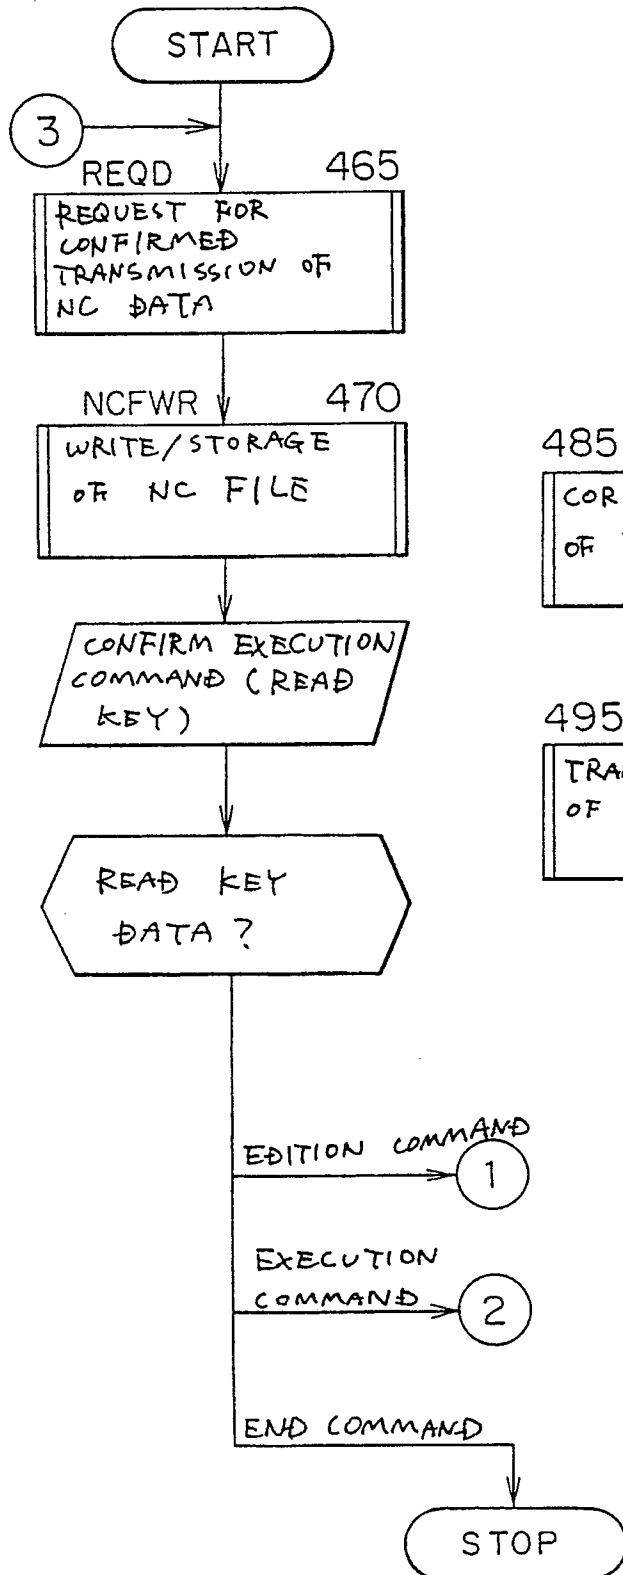 START
3
REQD 465
REQUEST FOR
CONFIRMED
TRANSMISSION OF
NC DATA
NCFWR 470
WRITE/STORAGE
OF NC FILE
CONFIRM EXECUTION
COMMAND (READ
KEY)
READ KEY
DATA ?
EDITION COMMAND
1
EXECUTION
COMMAND
2
END COMMAND
STOP
485
COR
OF
495
OF